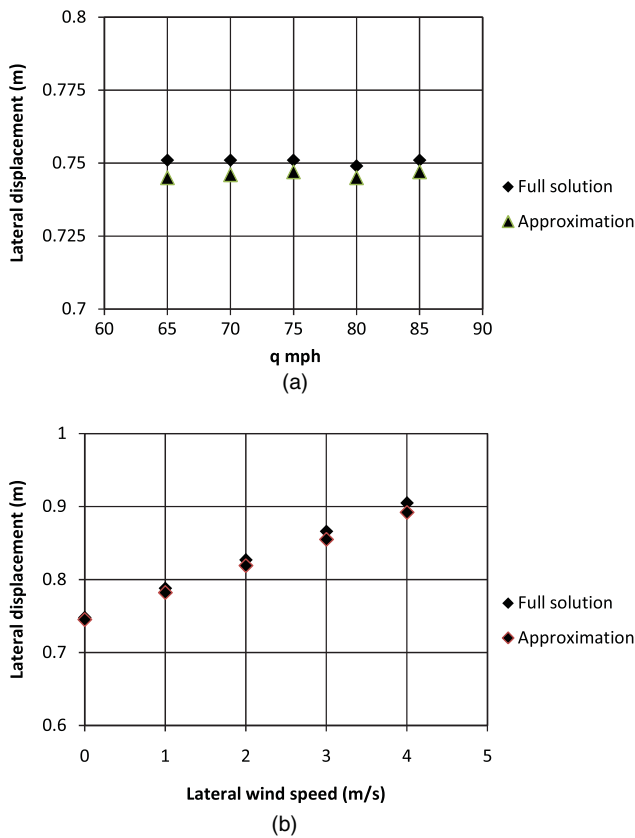 0.8
0.775
0.75
0.725
0.7
Lateral displacement (m)
60 65 70 75 80 85 90
q mph
Full solution
Approximation
(a)
1
0.9
0.8
0.7
0.6
Lateral displacement (m)
0 1 2 3 4 5
Lateral wind speed (m/s)
Full solution
Approximation
(b)